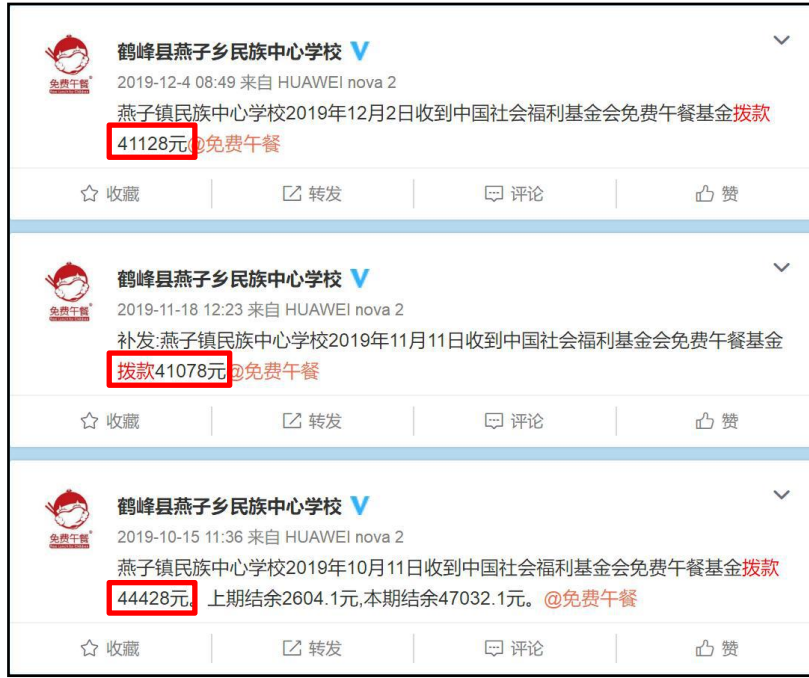 鹤峰县燕子乡民族中心学校
免费午餐
2019-12-4 08:49 来自 HUAWEI nova 2
燕子镇民族中心学校2019年12月2日收到中国社会福利基金会免费午餐基金拨款
41128元@免费午餐
收藏 转发 评论 赞
鹤峰县燕子乡民族中心学校
免费午餐
2019-11-18 12:23 来自 HUAWEI nova 2
补发:燕子镇民族中心学校2019年11月11日收到中国社会福利基金会免费午餐基金
拨款41078元@免费午餐
收藏 转发 评论 赞
鹤峰县燕子乡民族中心学校
免费午餐
2019-10-15 11:36 来自 HUAWEI nova 2
燕子镇民族中心学校2019年10月11日收到中国社会福利基金会免费午餐基金拨款
44428元。上期结余2604.1元,本期结余47032.1元。@免费午餐
收藏 转发 评论 赞